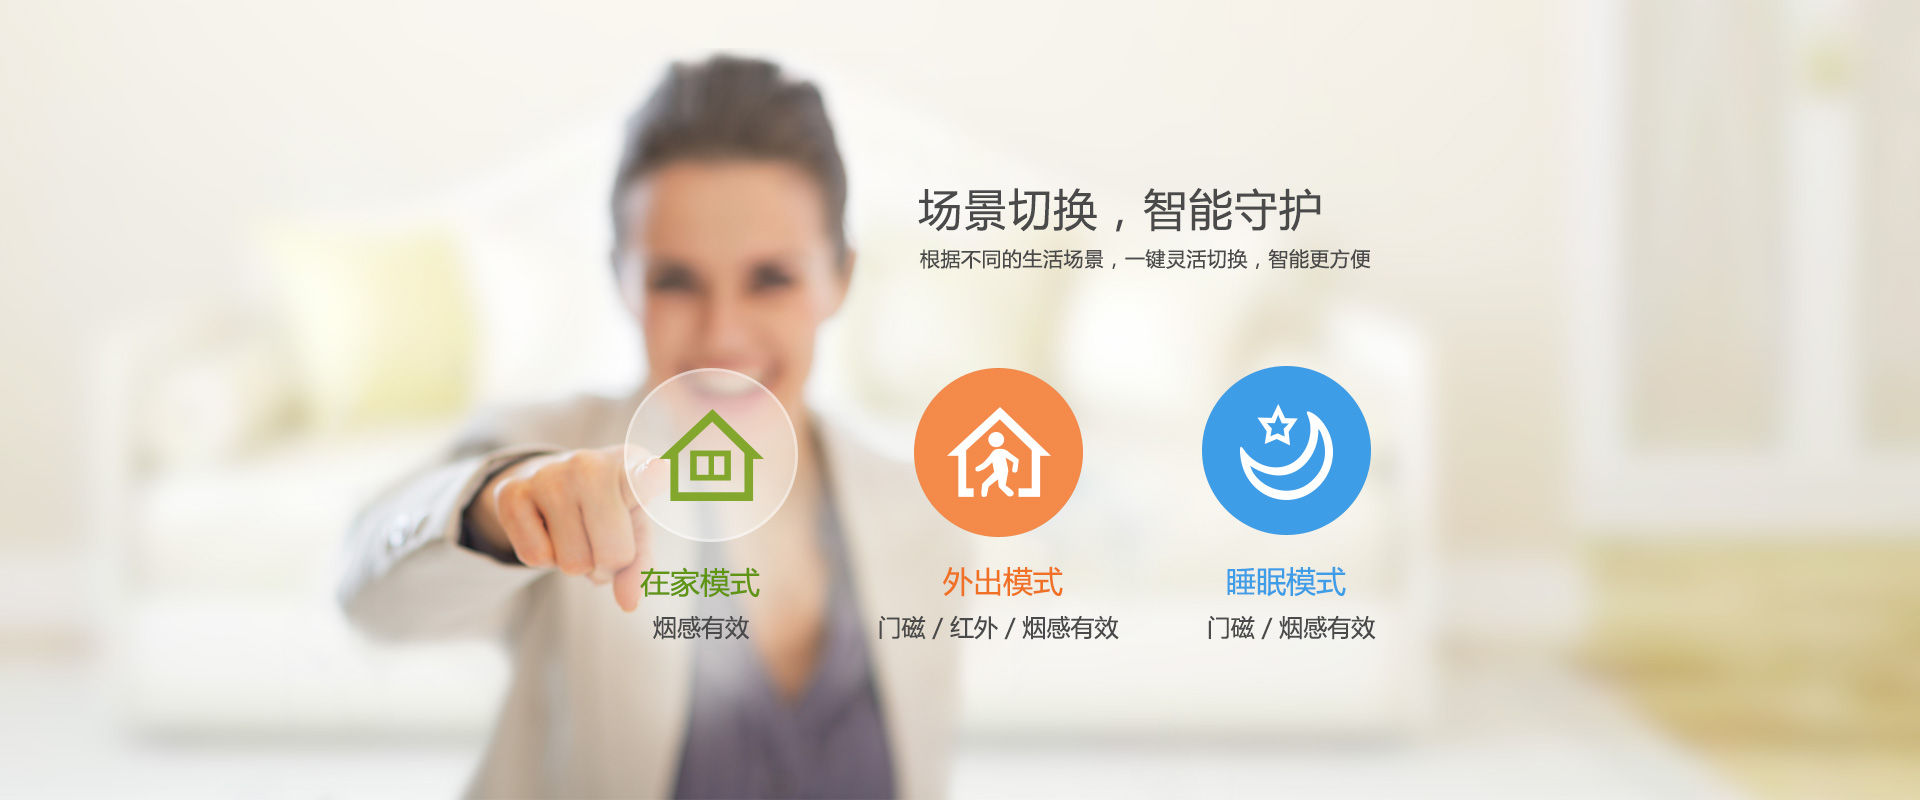 场景切换，智能守护
根据不同的生活场景，一键灵活切换，智能更方便
在家模式
烟感有效
外出模式
门磁 / 红外 / 烟感有效
睡眠模式
门磁 / 烟感有效